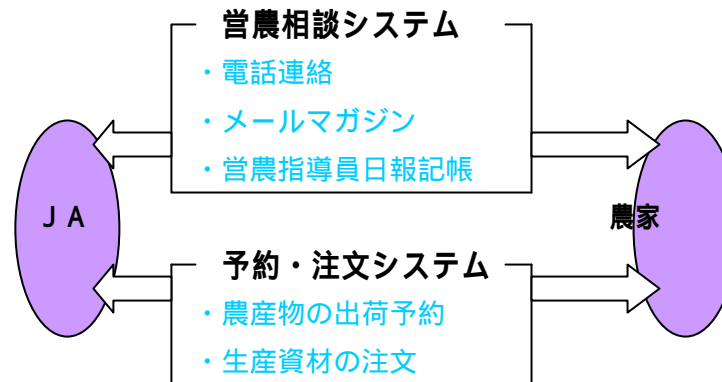 営農相談システム
・電話連絡
・メールマガジン
・営農指導員日報記帳
ＪＡ
農家
予約・注文システム
・農産物の出荷予約
・生産資材の注文